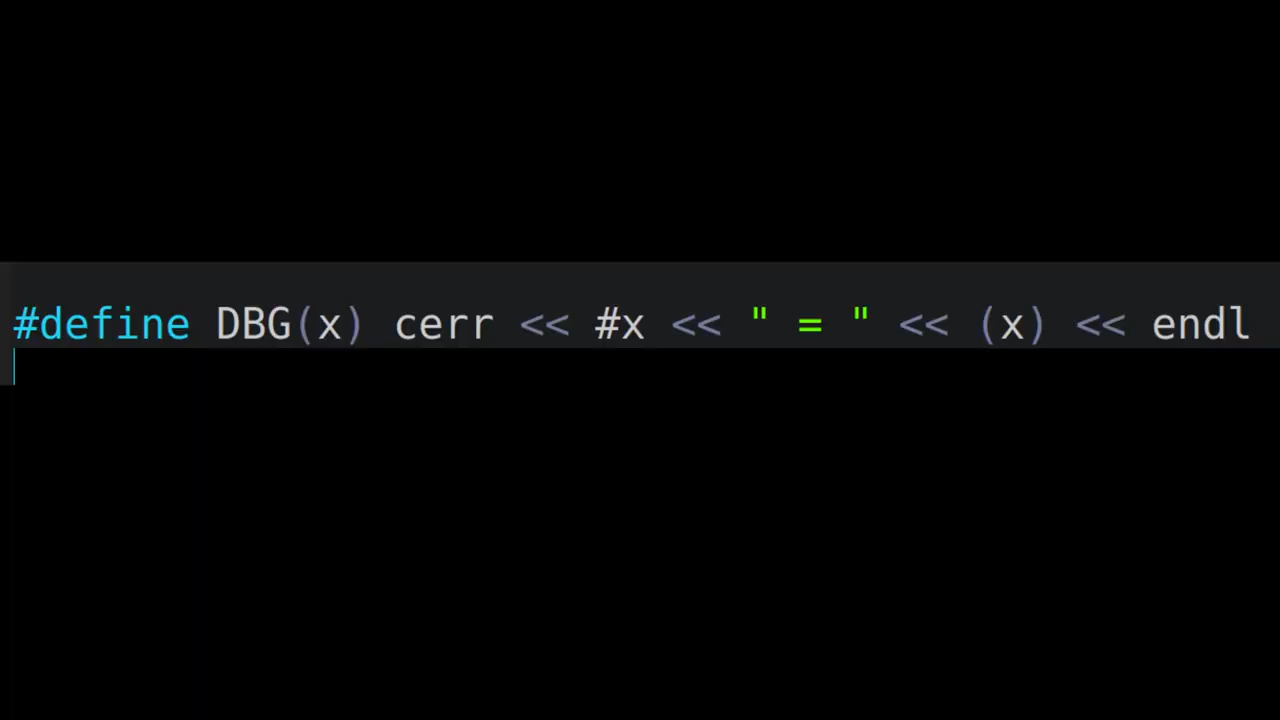 #define DBG(x) cerr << #x << " = " << (x) << endl